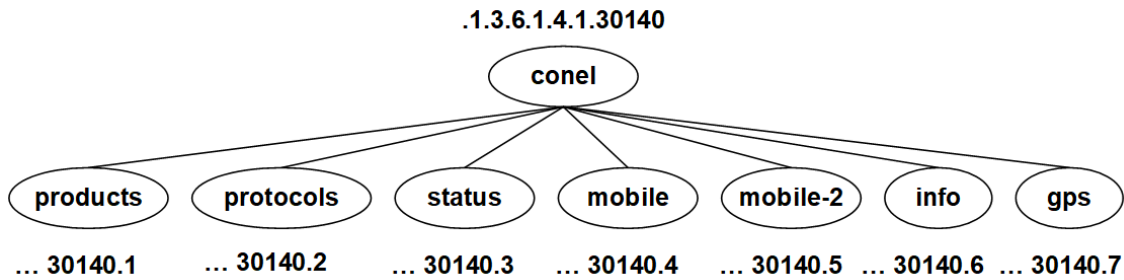 .1.3.6.1.4.1.30140
conel
products protocols status mobile mobile-2 info gps
... 30140.1 ... 30140.2 ... 30140.3 ... 30140.4 ... 30140.5 ... 30140.6 ... 30140.7